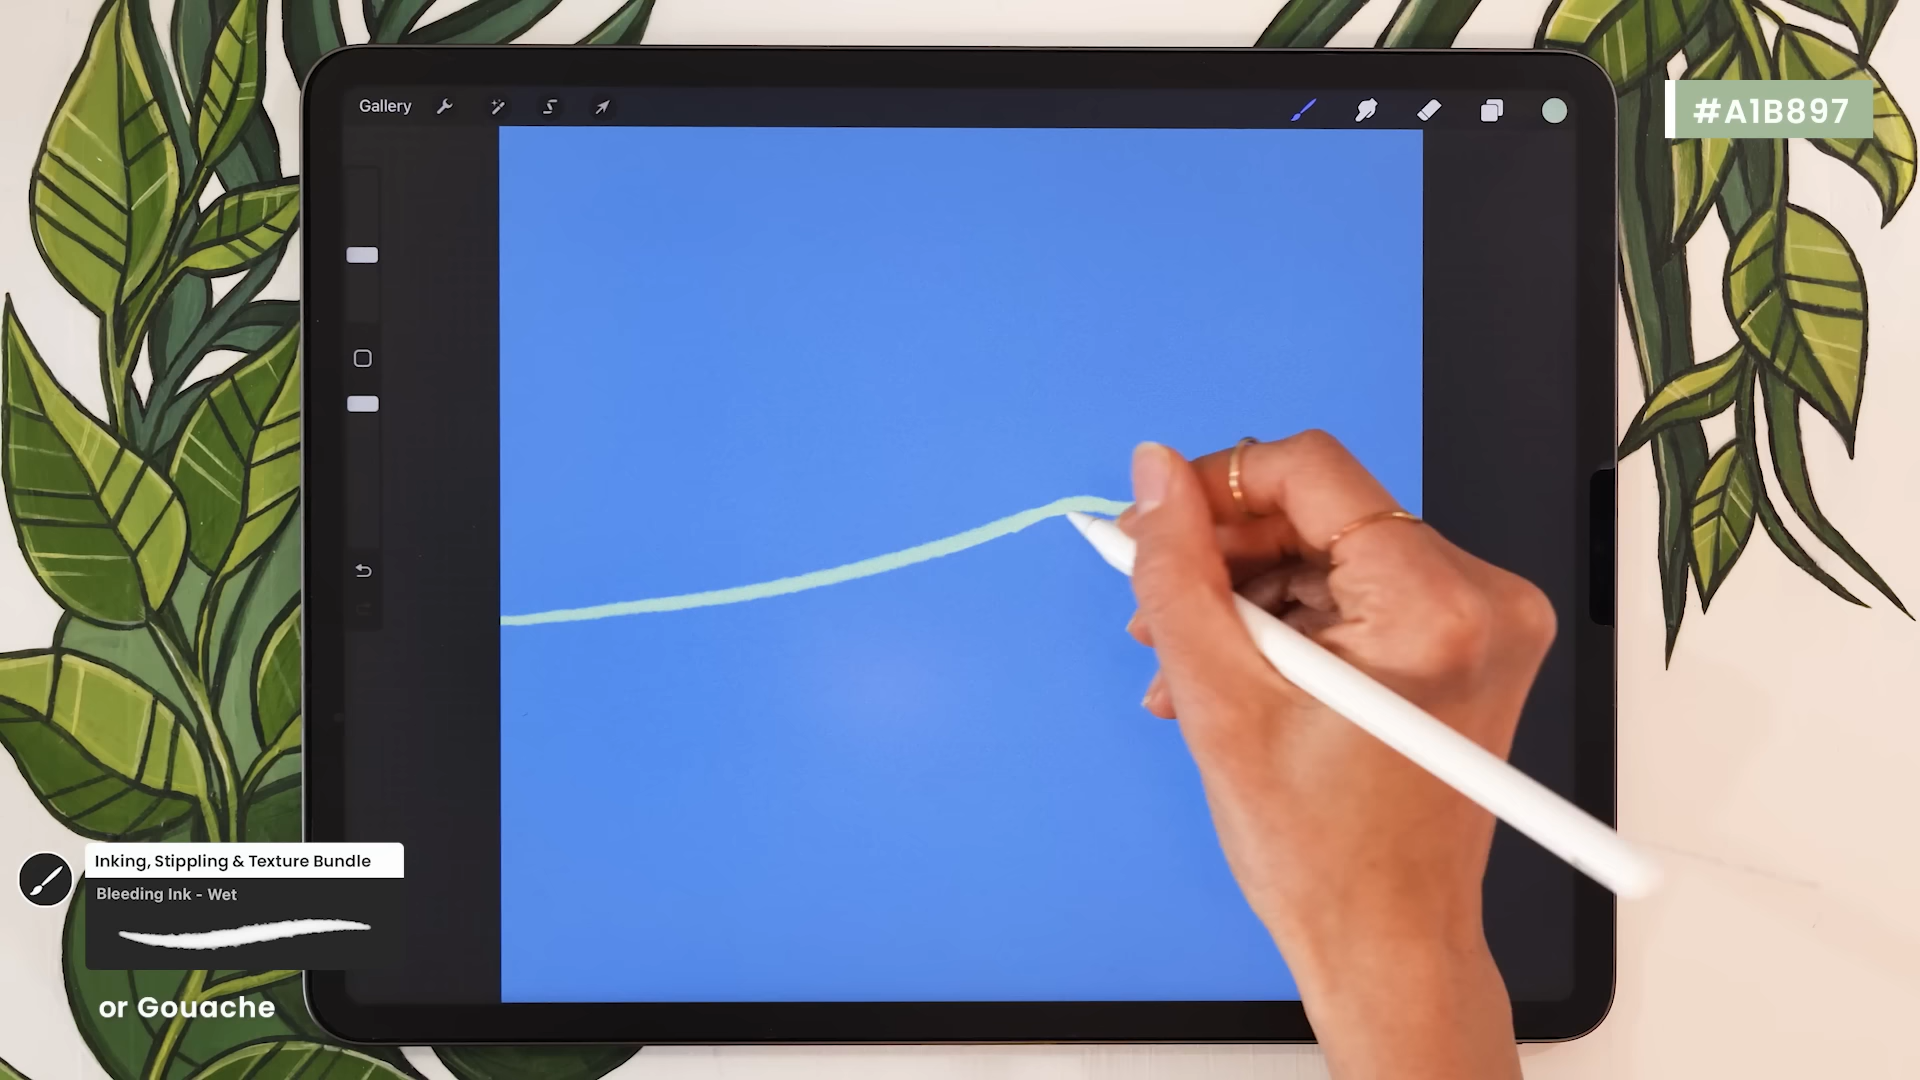 Gallery
#A1B897
Inking, Stippling & Texture Bundle
Bleeding Ink - Wet
or Gouache